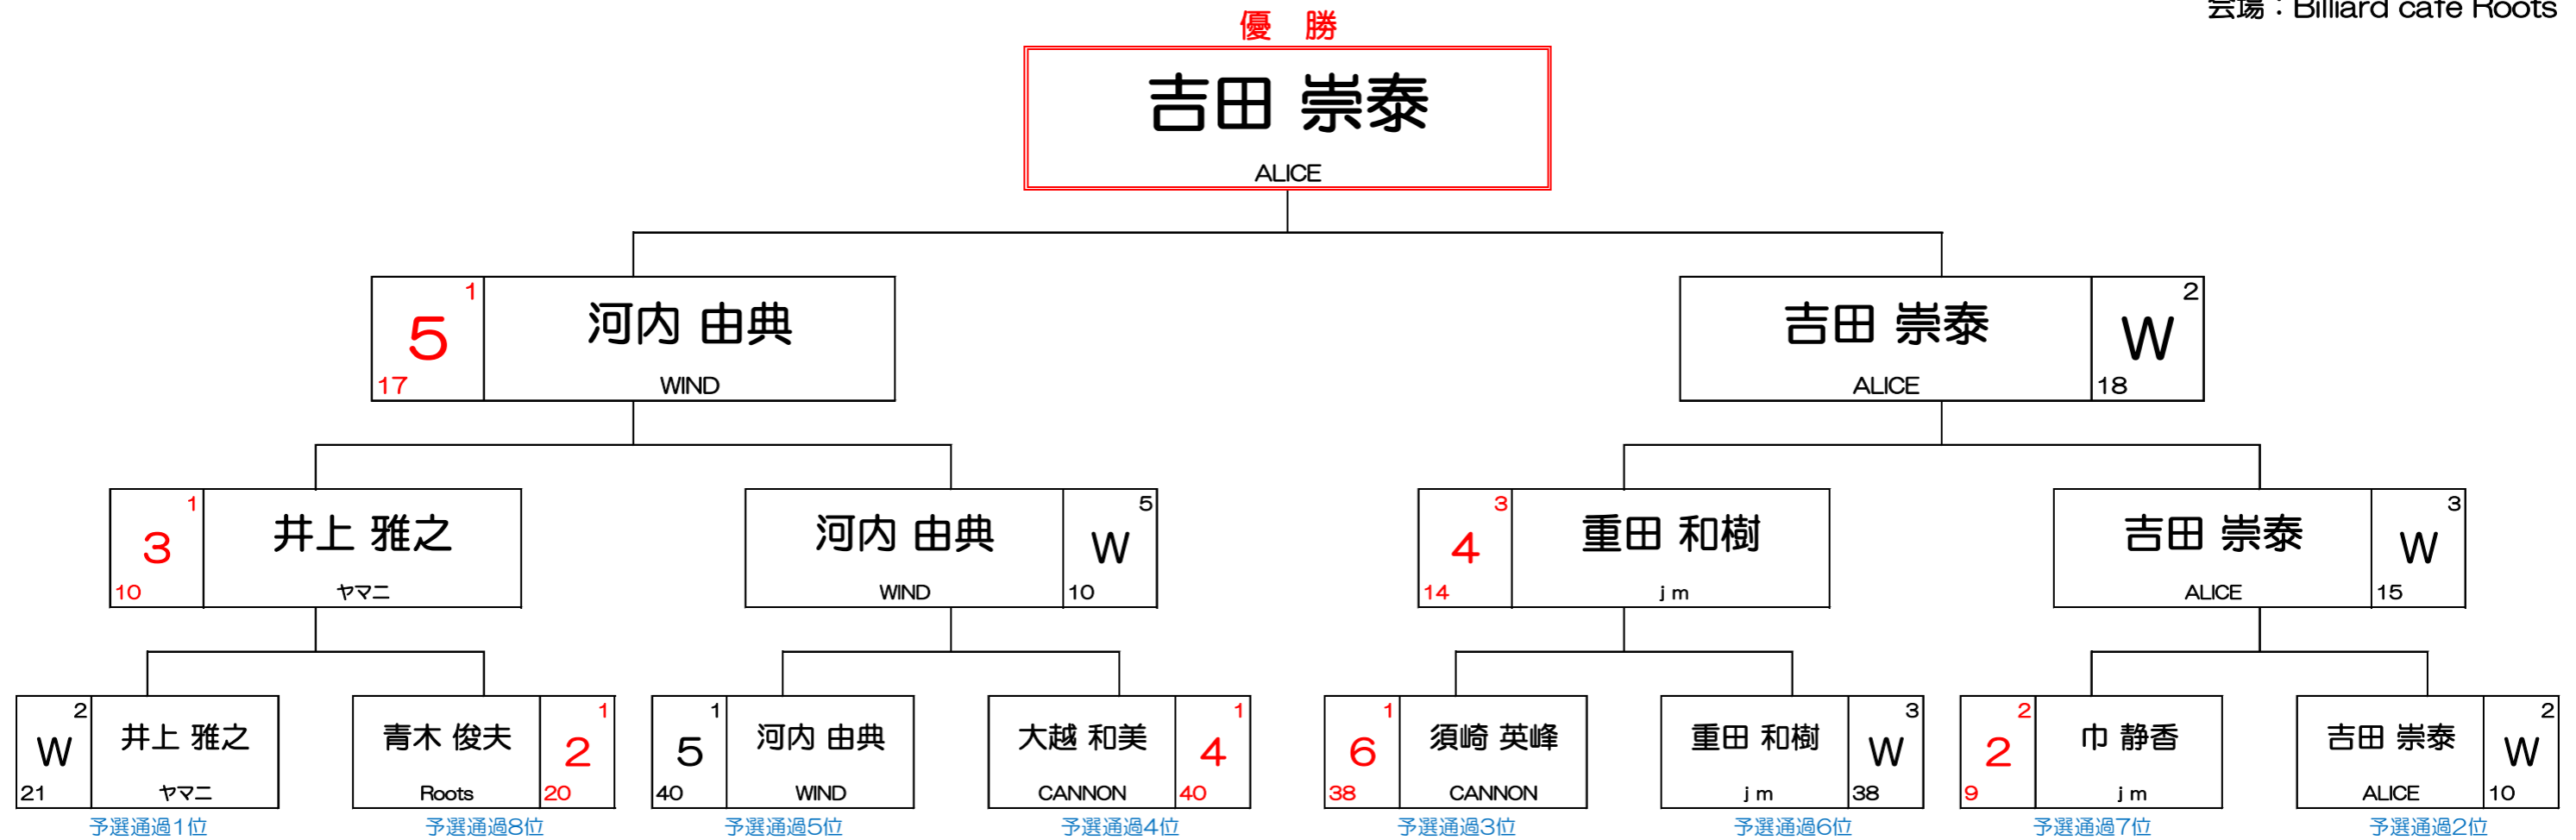 会場：Billiard cafe Roots
優　勝
吉田 崇泰
ALICE
1
5
17
河内 由典
WIND
吉田 崇泰
ALICE
2
W
18
1
3
10
井上 雅之
ヤマニ
河内 由典
WIND
5
W
10
3
4
14
重田 和樹
ｊｍ
吉田 崇泰
ALICE
3
W
15
2
W
21
井上 雅之
ヤマニ
青木 俊夫
Roots
1
2
20
1
5
40
河内 由典
WIND
大越 和美
CANNON
1
4
40
1
6
38
須崎 英峰
CANNON
重田 和樹
ｊｍ
3
W
38
2
2
9
巾 静香
ｊｍ
吉田 崇泰
ALICE
2
W
10
予選通過1位
予選通過8位
予選通過5位
予選通過4位
予選通過3位
予選通過6位
予選通過7位
予選通過2位